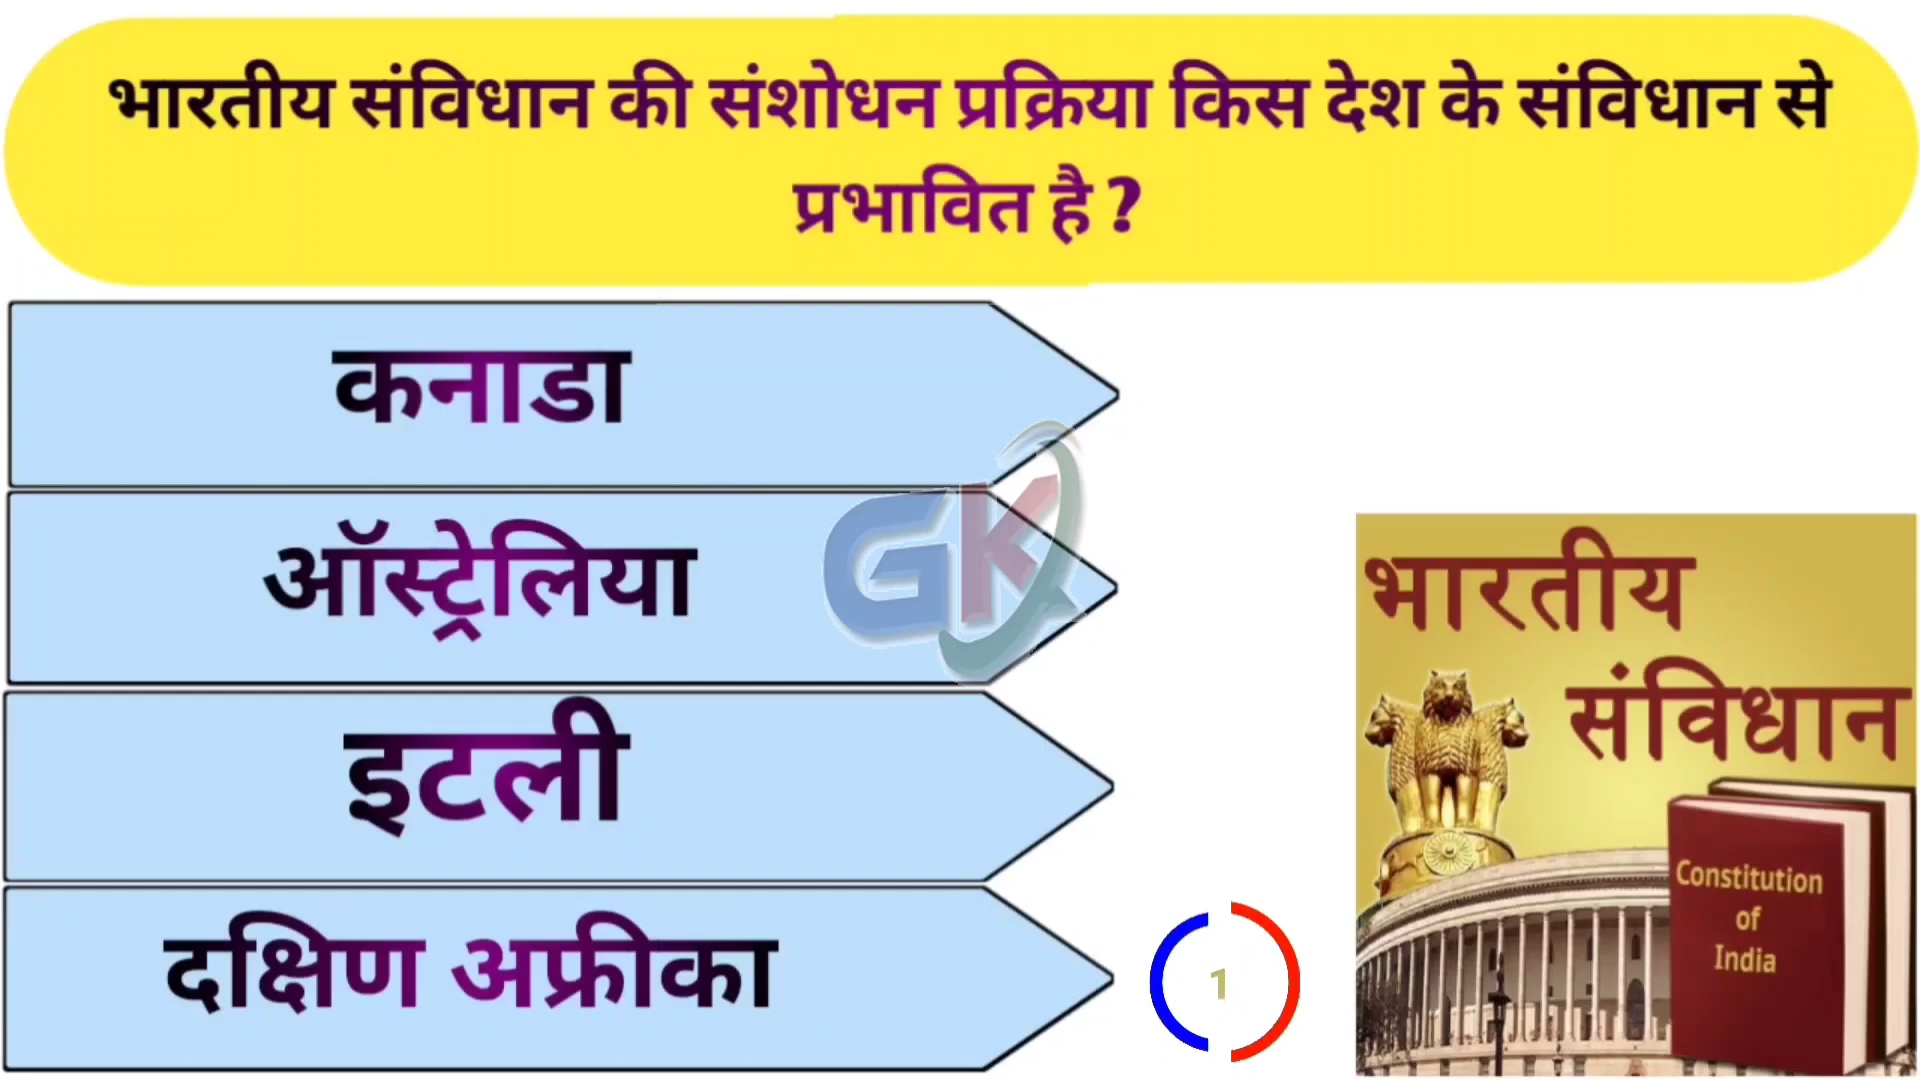 भारतीय संविधान की संशोधन प्रक्रिया किस देश के संविधान से
प्रभावित है ?
कनाडा
ऑस्ट्रेलिया
इटली
दक्षिण अफ्रीका
GK
1
भारतीय
संविधान
Constitution
of
India